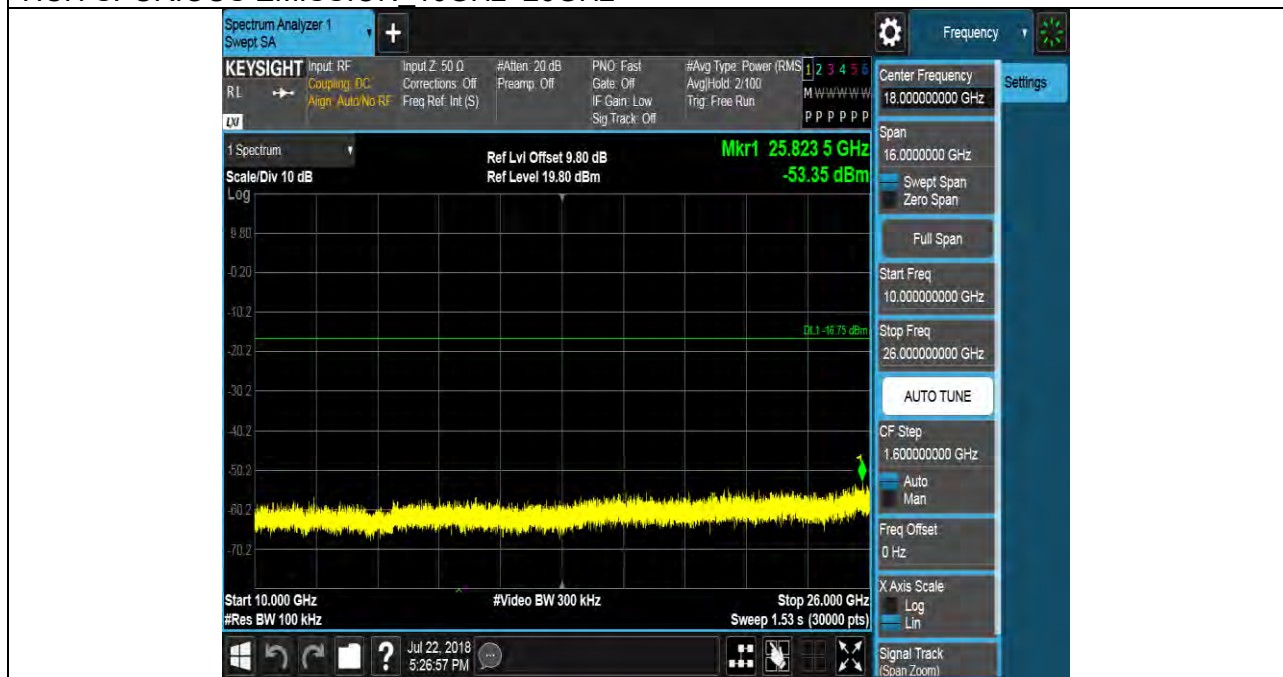 Spectrum Analyzer 1
Swept SA
+
Frequency
KEYSIGHT
RL
LXI
Input: RF
Coupling: DC
Align: Auto/No RF
Input Z: 50 Ω
Corrections: Off
Freq Ref: Int (S)
#Atten: 20 dB
Preamp: Off
PNO: Fast
Gate: Off
IF Gain: Low
Sig Track: Off
#Avg Type: Power (RMS
Avg|Hold: 2/100
Trig: Free Run
1 2 3 4 5 6
M W W W W W
P P P P P P
Center Frequency
18.000000000 GHz
Settings
1 Spectrum
Scale/Div 10 dB
Log
Ref Lvl Offset 9.80 dB
Ref Level 19.80 dBm
Mkr1 25.823 5 GHz
-53.35 dBm
9.80
-0.20
-10.2
-20.2
-30.2
-40.2
-50.2
-60.2
-70.2
DL1 -16.75 dBm
1
Span
16.0000000 GHz
Swept Span
Zero Span
Full Span
Start Freq
10.000000000 GHz
Stop Freq
26.000000000 GHz
AUTO TUNE
CF Step
1.600000000 GHz
Auto
Man
Freq Offset
0 Hz
X Axis Scale
Log
Lin
Signal Track
(Span Zoom)
Start 10.000 GHz
#Res BW 100 kHz
#Video BW 300 kHz
Stop 26.000 GHz
Sweep 1.53 s (30000 pts)
?
Jul 22, 2018
5:26:57 PM